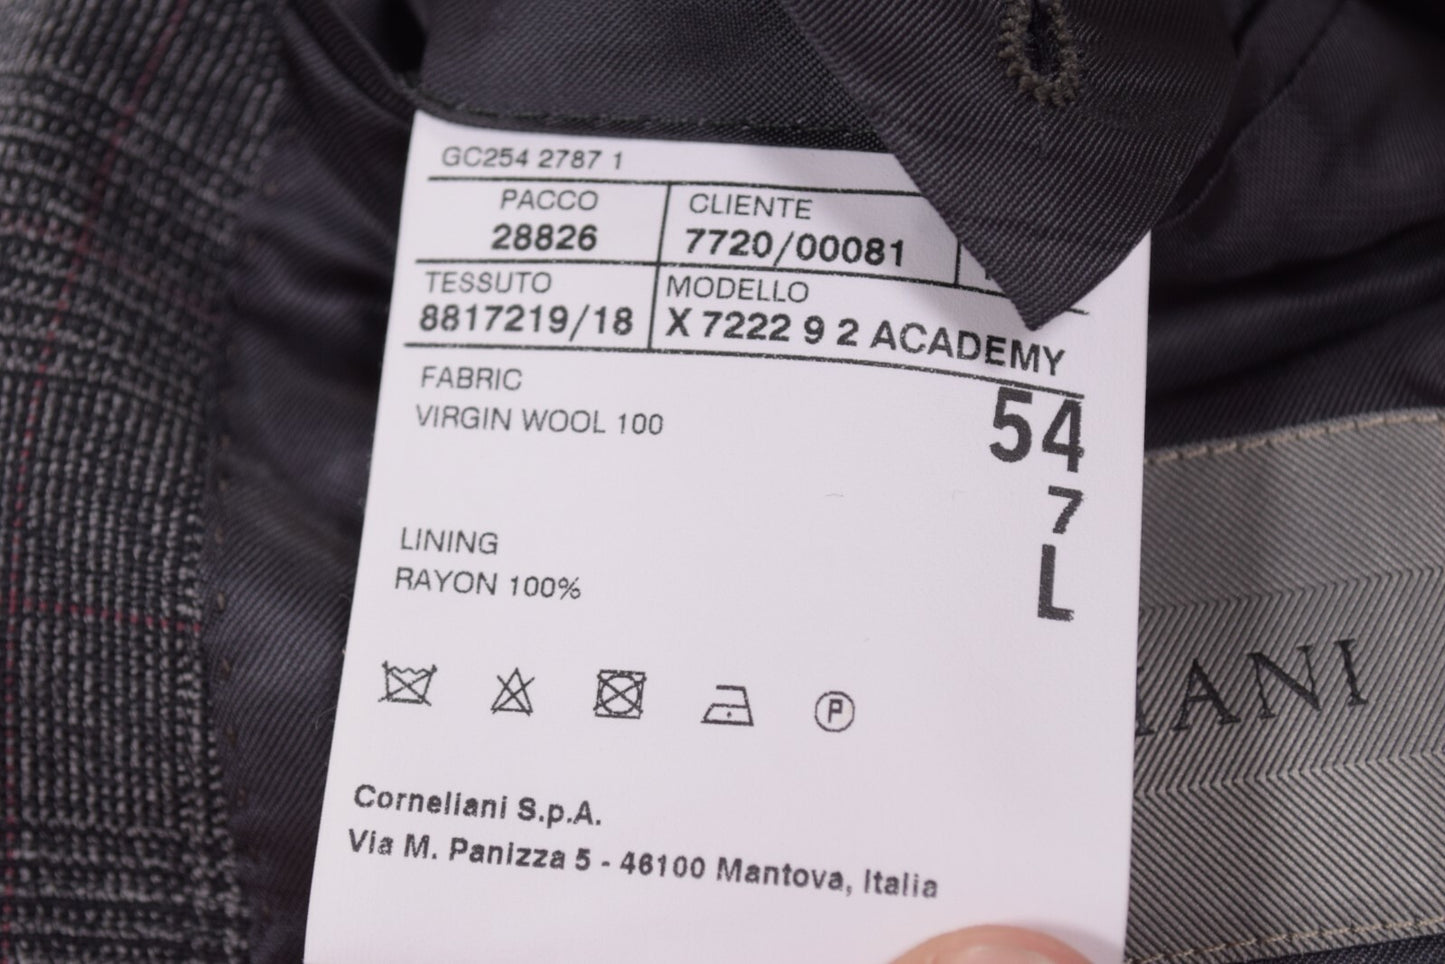 GC254 2787 1
PACCO CLIENTE
28826 7720/00081
TESSUTO MODELLO
8817219/18 X 7222 9 2 ACADEMY
FABRIC
VIRGIN WOOL 100
54
7
L
LINING
RAYON 100%
P
Corneliani S.p.A.
Via M. Panizza 5 - 46100 Mantova, Italia
IANI